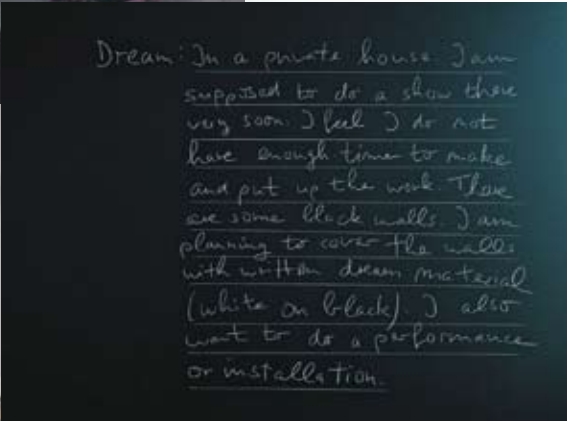 Dream: In a private house. I am
supposed to do a show there
very soon. I feel I do not
have enough time to make
and put up the work. There
are some black walls. I am
planning to cover the walls
with written dream material
(white on black). I also
want to do a performance
or installation.